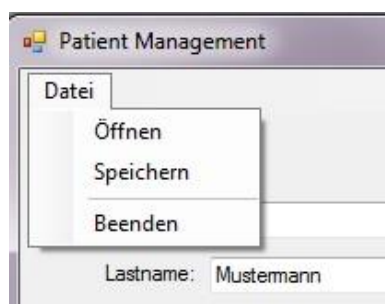 Patient Management
Datei
Öffnen
Speichern
Beenden
Lastname: Mustermann